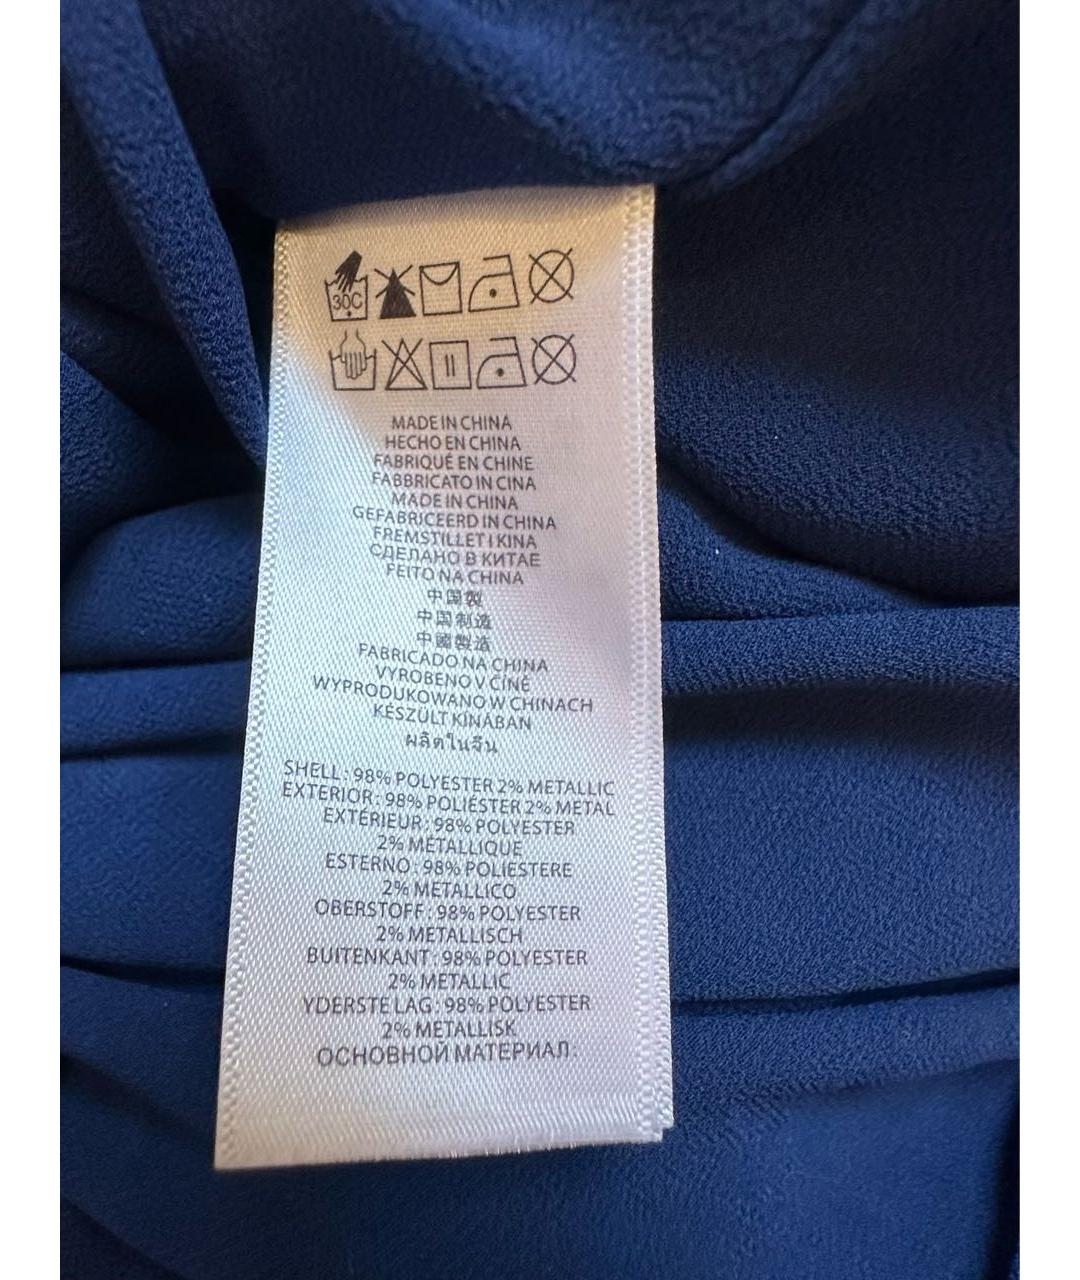 30C
MADE IN CHINA
HECHO EN CHINA
FABRIQUÉ EN CHINE
FABBRICATO IN CINA
MADE IN CHINA
GEFABRICEERD IN CHINA
FREMSTILLET I KINA
СДЕЛАНО В КИТАЕ
FEITO NA CHINA
中国製
中国制造
中國製造
FABRICADO NA CHINA
VYROBENO V ČÍNĚ
WYPRODUKOWANO W CHINACH
KÉSZÜLT KÍNÁBAN
ผลิตในจีน
SHELL : 98% POLYESTER 2% METALLIC
EXTERIOR : 98% POLIÉSTER 2% METAL
EXTÉRIEUR : 98% POLYESTER
2% MÉTALLIQUE
ESTERNO : 98% POLIESTERE
2% METALLICO
OBERSTOFF : 98% POLYESTER
2% METALLISCH
BUITENKANT : 98% POLYESTER
2% METALLIC
YDERSTE LAG : 98% POLYESTER
2% METALLISK
ОСНОВНОЙ МАТЕРИАЛ :